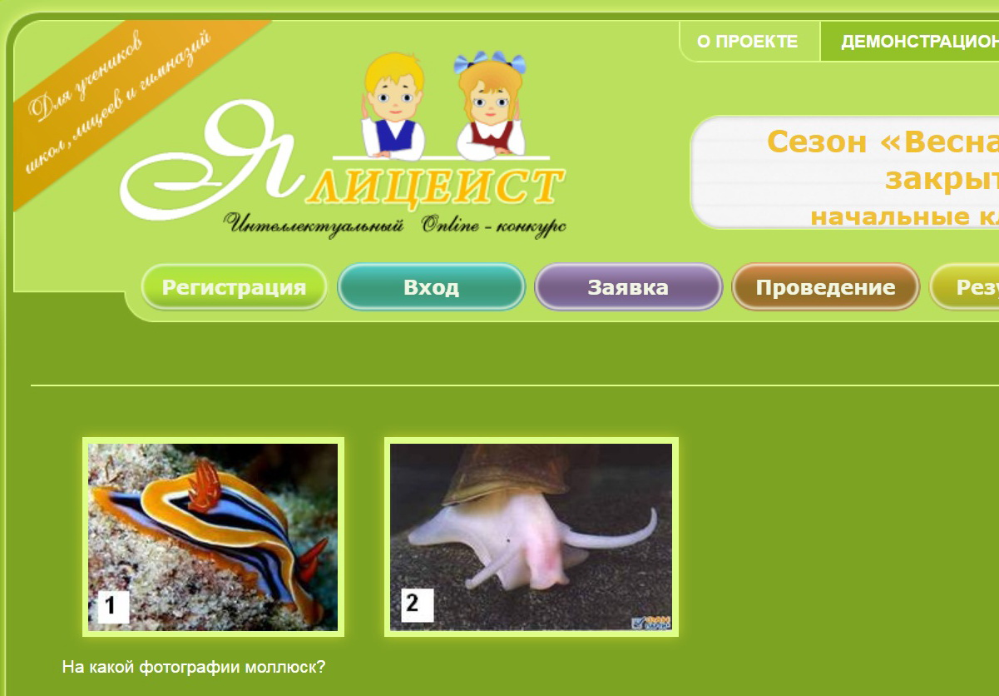 Для учеников
школ, лицеев и гимназий
О ПРОЕКТЕ
ДЕМОНСТРАЦИОН
Я ЛИЦЕИСТ
Интеллектуальный Online - конкурс
Сезон «Весна
закрыт
начальные кл
Регистрация
Вход
Заявка
Проведение
Резу
1
2
На какой фотографии моллюск?